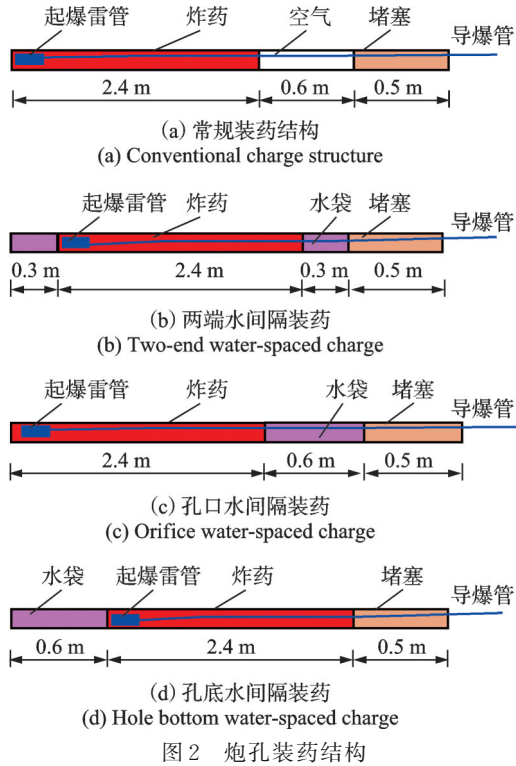 起爆雷管 炸药 空气 堵塞
导爆管
2.4 m 0.6 m 0.5 m
(a) 常规装药结构
(a) Conventional charge structure
起爆雷管 炸药 水袋 堵塞
导爆管
0.3 m 2.4 m 0.3 m 0.5 m
(b) 两端水间隔装药
(b) Two-end water-spaced charge
起爆雷管 炸药 水袋 堵塞
导爆管
2.4 m 0.6 m 0.5 m
(c) 孔口水间隔装药
(c) Orifice water-spaced charge
水袋 起爆雷管 炸药 堵塞
导爆管
0.6 m 2.4 m 0.5 m
(d) 孔底水间隔装药
(d) Hole bottom water-spaced charge
图2 炮孔装药结构